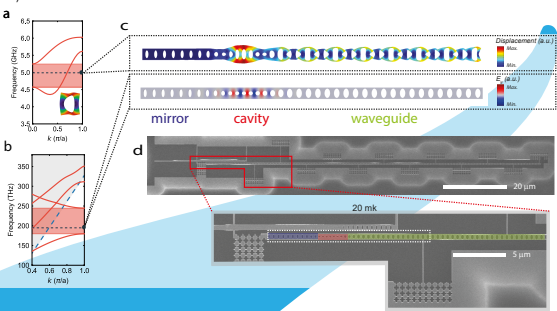 a
Frequency (GHz)
6.5
6.0
5.5
5.0
4.5
4.0
3.5
0.0
0.5
1.0
k (π/a)
b
Frequency (THz)
350
300
250
200
150
100
0.4
0.6
0.8
1.0
k (π/a)
c
Displacement (a.u.)
Max.
Min.
(a.u.)
Max.
Min.
mirror
cavity
waveguide
d
20 μm
20 mk
5 μm